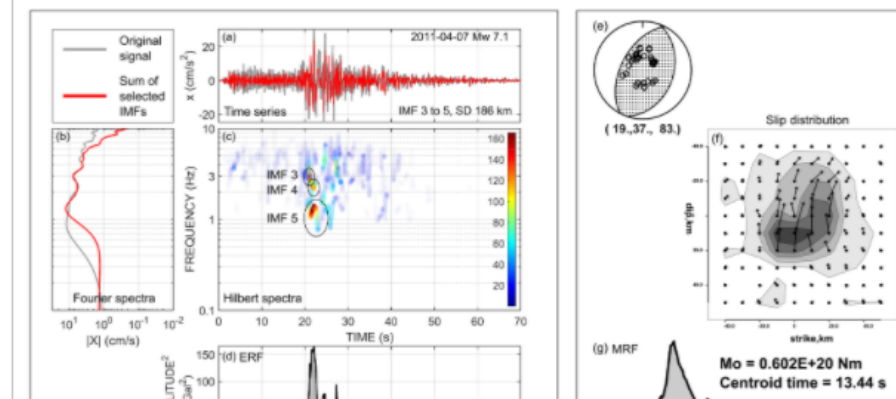 Original
signal
Sum of
selected
IMFs
(a)
2011-04-07 Mw 7.1
x (cm/s²)
20
0
-20
Time series
IMF 3 to 5, SD 186 km
(b)
Fourier spectra
10¹ 10⁰ 10⁻¹ 10⁻²
|X| (cm/s)
(c)
FREQUENCY (Hz)
10
3
1
0.1
IMF 3
IMF 4
IMF 5
Hilbert spectra
160
140
120
100
80
60
40
20
0 10 20 30 40 50 60 70
TIME (s)
(d) ERF
150
100
(e)
( 19.,37., 83.)
Slip distribution
(f)
dip,km
strike,km
(g) MRF
Mo = 0.602E+20 Nm
Centroid time = 13.44 s